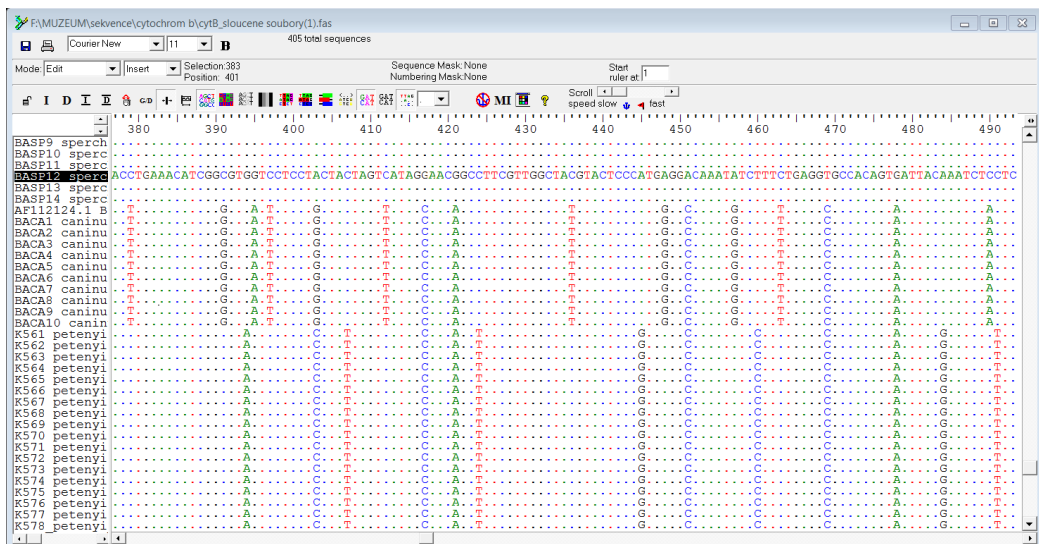 F:\MUZEUM\sekvence\cytochrom b\cytB_sloucene soubory(1).fas
Courier New 11 B 405 total sequences
Mode: Edit Insert Selection:383 Position: 401 Sequence Mask: None Numbering Mask:None Start ruler at: 1
I D I D G/D MI ? Scroll speed slow fast
380 390 400 410 420 430 440 450 460 470 480 490
BASP9 sperch
BASP10 sperc
BASP11 sperc
BASP12 sperc ACCTGAAACATCGGCGTGGTCCTCCTACTACTAGTCATAGGAACGGCCTTCGTTGGCTACGTACTCCCATGAGGACAAATATCTTTCTGAGGTGCCACAGTGATTACAAATCTCCTC
BASP13 sperc
BASP14 sperc
AF112124.1 B T G A T G T C A T G C G T C A A
BACA1 caninu T G A T G T C A T G C G T C A A
BACA2 caninu T G A T G T C A T G C G T C A A
BACA3 caninu T G A T G T C A T G C G T C A A
BACA4 caninu T G A T G T C A T G C G T C A A
BACA5 caninu T G A T G T C A T G C G T C A A
BACA6 caninu T G A T G T C A T G C G T C A A
BACA7 caninu T G A T G T C A T G C G T C A A
BACA8 caninu T G A T G T C A T G C G T C A A
BACA9 caninu T G A T G T C A T G C G T C A A
BACA10 canin T G A T G T C A T G C G T C A A
K561 petenyi A C T C A T G C C C A G T
K562 petenyi A C T C A T G C C C A G T
K563 petenyi A C T C A T G C C C A G T
K564 petenyi A C T C A T G C C C A G T
K565 petenyi A C T C A T G C C C A G T
K566 petenyi A C T C A T G C C C A G T
K567 petenyi A C T C A T G C C C A G T
K568 petenyi A C T C A T G C C C A G T
K569 petenyi A C T C A T G C C C A G T
K570 petenyi A C T C A T G C C C A G T
K571 petenyi A C T C A T G C C C A G T
K572 petenyi A C T C A T G C C C A G T
K573 petenyi A C T C A T G C C C A G T
K574 petenyi A C T C A T G C C C A G T
K575 petenyi A C T C A T G C C C A G T
K576 petenyi A C T C A T G C C C A G T
K577 petenyi A C T C A T G C C C A G T
K578 petenyi A C T C A T G C C C A G T